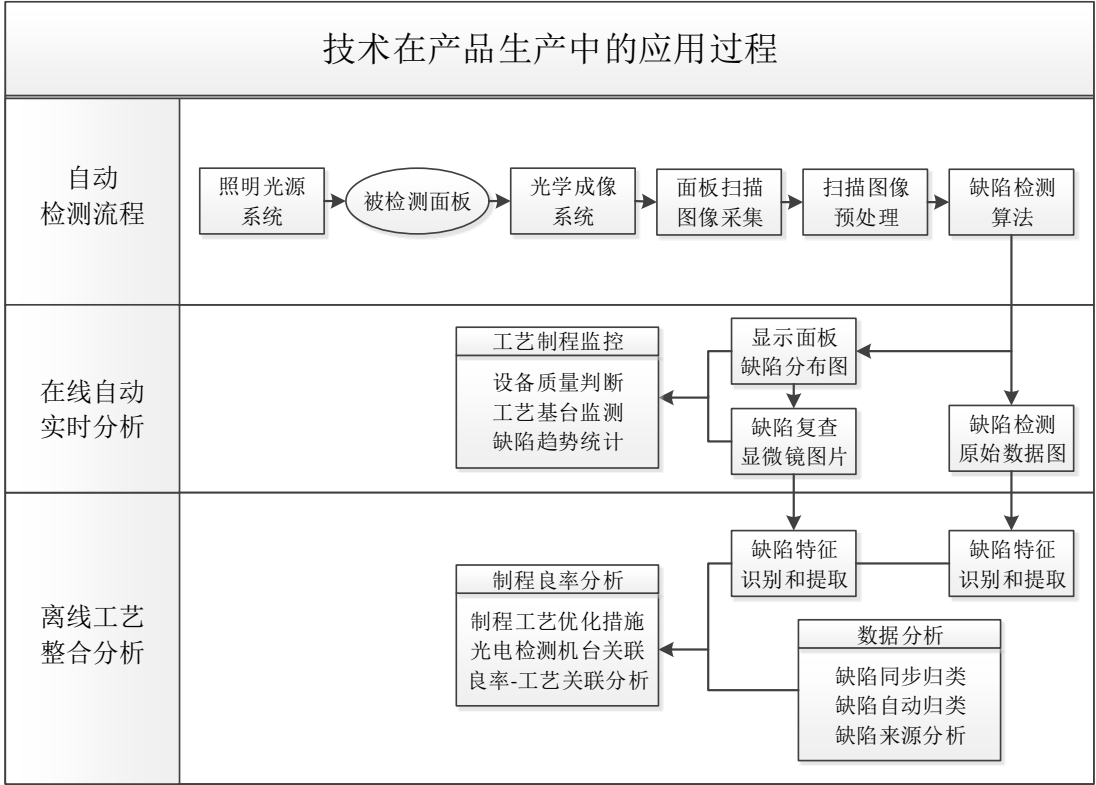 技术在产品生产中的应用过程
自动
检测流程
照明光源
系统
被检测面板
光学成像
系统
面板扫描
图像采集
扫描图像
预处理
缺陷检测
算法
在线自动
实时分析
工艺制程监控
设备质量判断
工艺基台监测
缺陷趋势统计
显示面板
缺陷分布图
缺陷复查
显微镜图片
缺陷检测
原始数据图
离线工艺
整合分析
制程良率分析
制程工艺优化措施
光电检测机台关联
良率-工艺关联分析
缺陷特征
识别和提取
缺陷特征
识别和提取
数据分析
缺陷同步归类
缺陷自动归类
缺陷来源分析